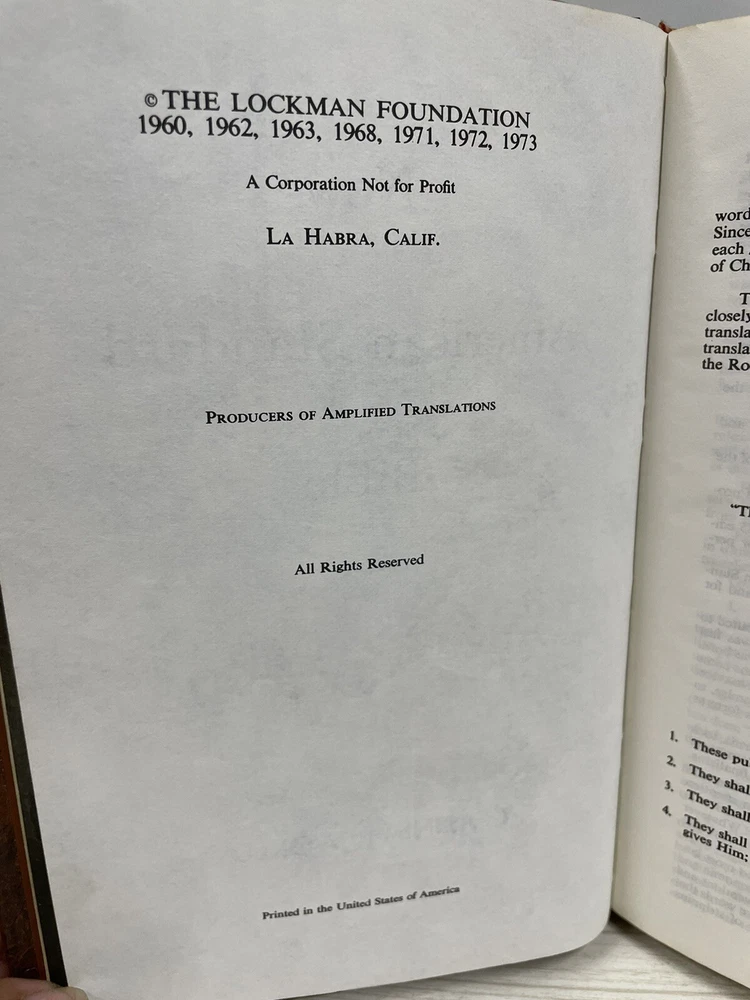 © THE LOCKMAN FOUNDATION
1960, 1962, 1963, 1968, 1971, 1972, 1973
A Corporation Not for Profit
LA HABRA, CALIF.
PRODUCERS OF AMPLIFIED TRANSLATIONS
All Rights Reserved
Printed in the United States of America
word
Since
each
of Ch
T
closely
transla
transla
the Ro
"Th
1. These pu
2. They shal
3. They shall
4. They shall
gives Him;